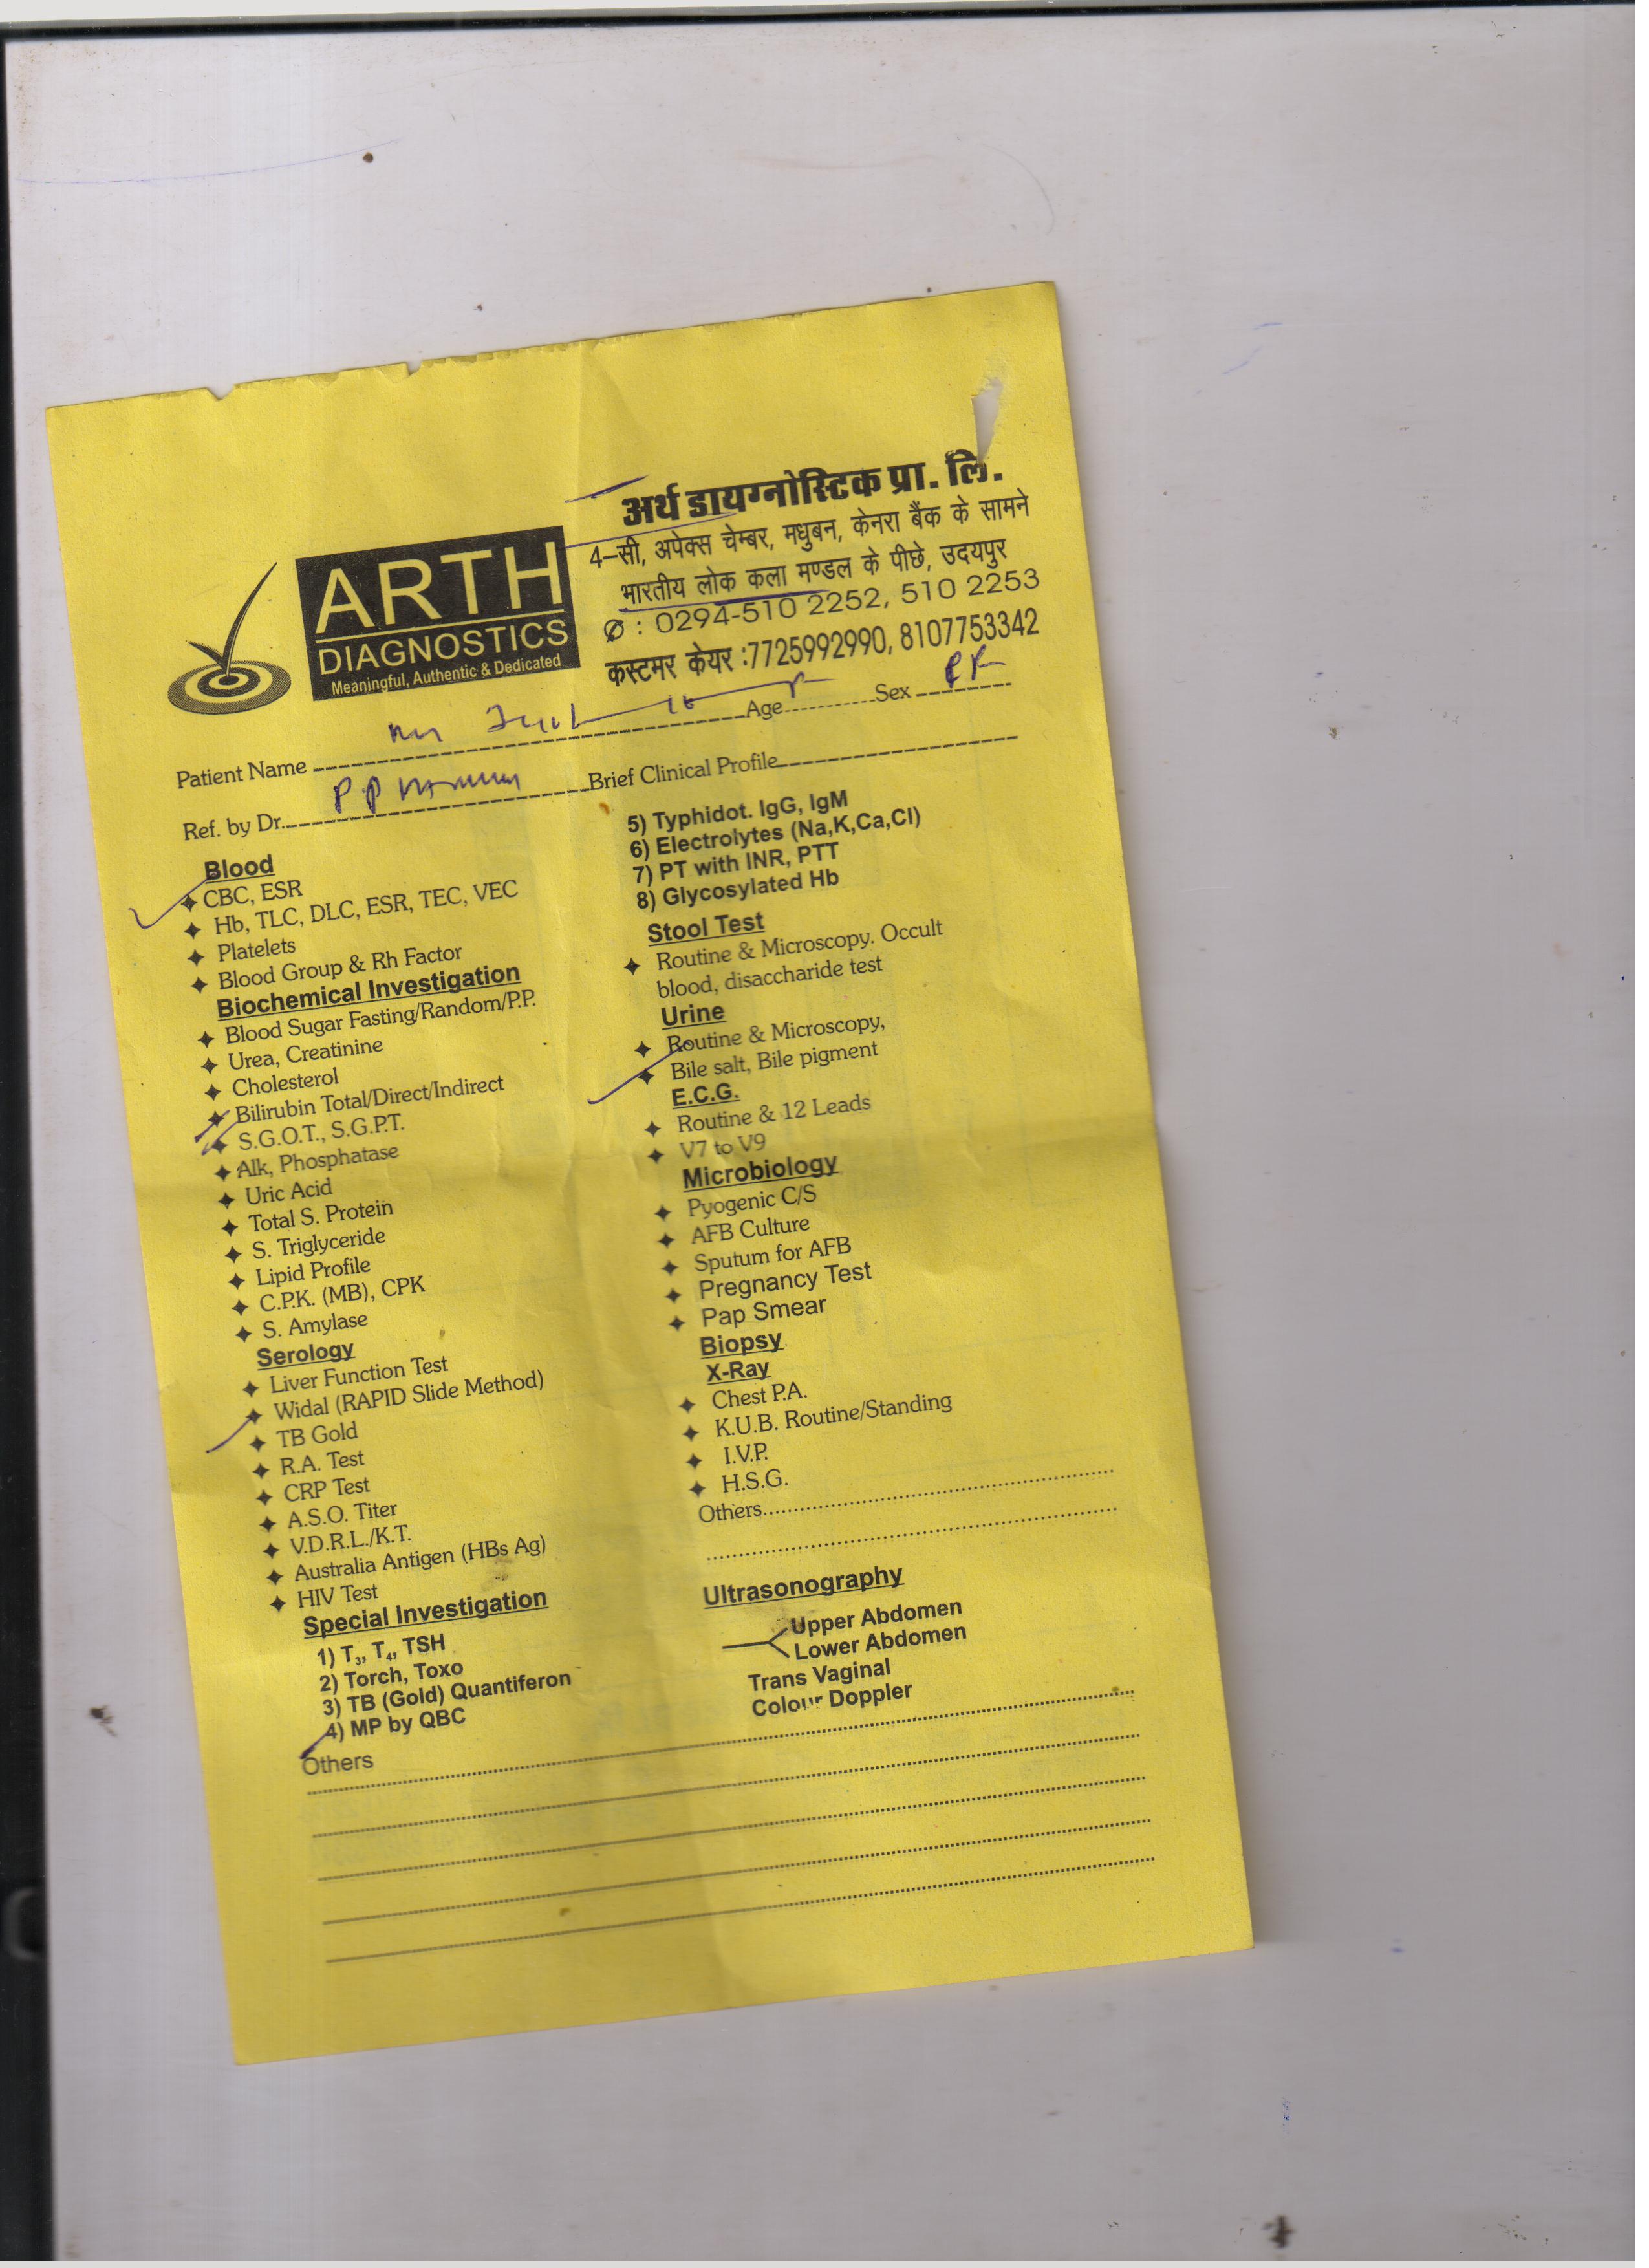 अर्थ डायग्नोस्टिक प्रा. लि.
4-सी, अपेक्स चेम्बर, मधुबन, केनरा बैंक के सामने
भारतीय लोक कला मण्डल के पीछे, उदयपुर
: 0294-510 2252, 510 2253
कस्टमर केयर :7725992990, 8107753342
ARTH
DIAGNOSTICS
Meaningful, Authentic & Dedicated
Patient Name Age Sex
Ref. by Dr. PP Brief Clinical Profile
Blood
CBC, ESR
Hb, TLC, DLC, ESR, TEC, VEC
Platelets
Blood Group & Rh Factor
Biochemical Investigation
Blood Sugar Fasting/Random/P.P.
Urea, Creatinine
Cholesterol
Bilirubin Total/Direct/Indirect
S.G.O.T., S.G.P.T.
Alk, Phosphatase
Uric Acid
Total S. Protein
S. Triglyceride
Lipid Profile
C.P.K. (MB), CPK
S. Amylase
Serology
Liver Function Test
Widal (RAPID Slide Method)
TB Gold
R.A. Test
CRP Test
A.S.O. Titer
V.D.R.L./K.T.
Australia Antigen (HBs Ag)
HIV Test
Special Investigation
1) T3, T4, TSH
2) Torch, Toxo
3) TB (Gold) Quantiferon
4) MP by QBC
5) Typhidot. IgG, IgM
6) Electrolytes (Na,K,Ca,Cl)
7) PT with INR, PTT
8) Glycosylated Hb
Stool Test
Routine & Microscopy. Occult
blood, disaccharide test
Urine
Routine & Microscopy,
Bile salt, Bile pigment
E.C.G.
Routine & 12 Leads
V7 to V9
Microbiology
Pyogenic C/S
AFB Culture
Sputum for AFB
Pregnancy Test
Pap Smear
Biopsy
X-Ray
Chest P.A.
K.U.B. Routine/Standing
I.V.P.
H.S.G.
Others
Ultrasonography
Upper Abdomen
Lower Abdomen
Trans Vaginal
Colour Doppler
Others